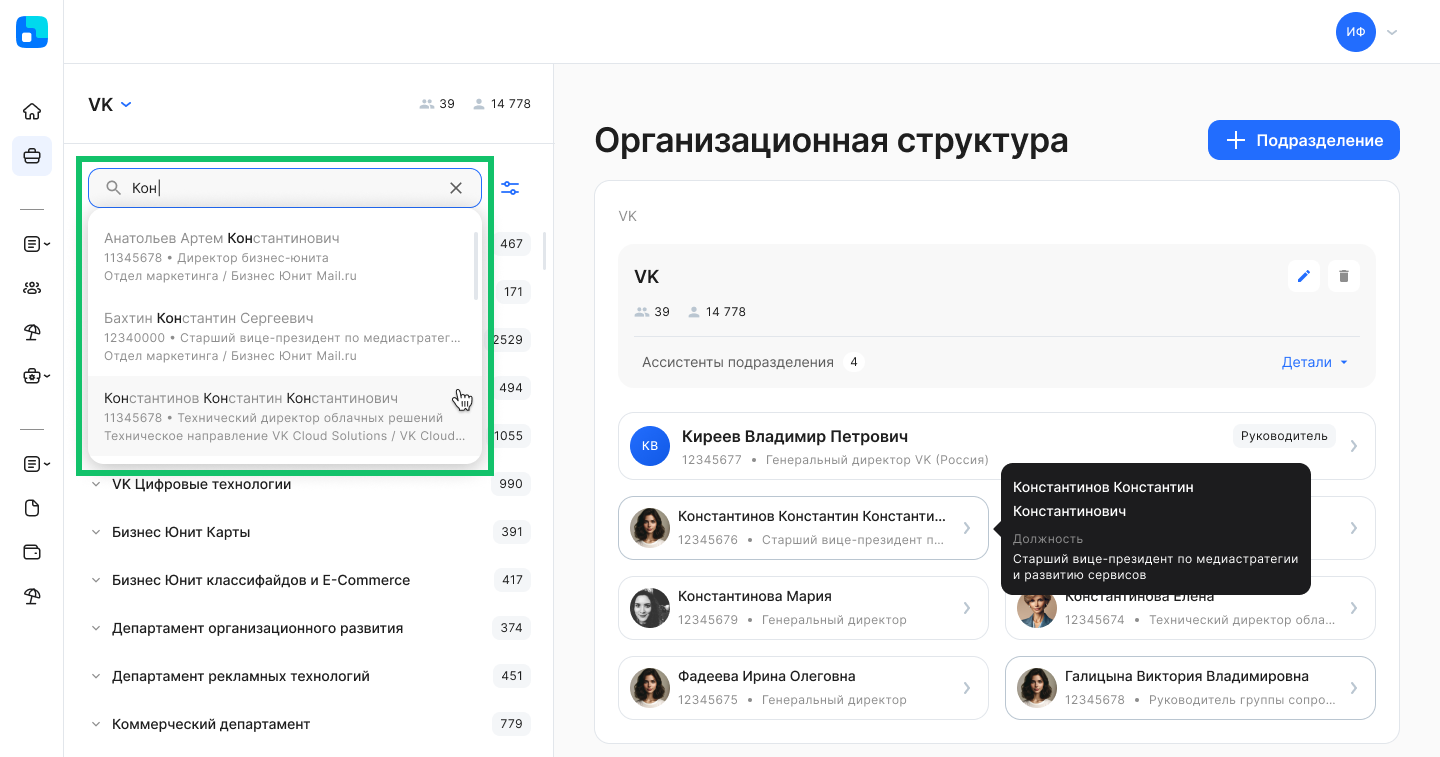 ИФ
VK
39
14 778
Кон
Анатольев Артем Константинович
11345678 • Директор бизнес-юнита
Отдел маркетинга / Бизнес Юнит Mail.ru
Бахтин Константин Сергеевич
12340000 • Старший вице-президент по медиастратег...
Отдел маркетинга / Бизнес Юнит Mail.ru
Константинов Константин Константинович
11345678 • Технический директор облачных решений
Техническое направление VK Cloud Solutions / VK Cloud...
467
171
2529
494
1055
VK Цифровые технологии 990
Бизнес Юнит Карты 391
Бизнес Юнит классифайдов и E-Commerce 417
Департамент организационного развития 374
Департамент рекламных технологий 451
Коммерческий департамент 779
Организационная структура
Подразделение
VK
VK
39
14 778
Ассистенты подразделения 4
Детали
КВ
Киреев Владимир Петрович
12345677 • Генеральный директор VK (Россия)
Руководитель
Константинов Константин Константи...
12345676 • Старший вице-президент п...
Константинов Константин
Константинович
Должность
Старший вице-президент по медиастратегии
и развитию сервисов
Константинова Мария
12345679 • Генеральный директор
Константинова Елена
12345674 • Технический директор обла...
Фадеева Ирина Олеговна
12345675 • Генеральный директор
Галицына Виктория Владимировна
12345678 • Руководитель группы сопро...